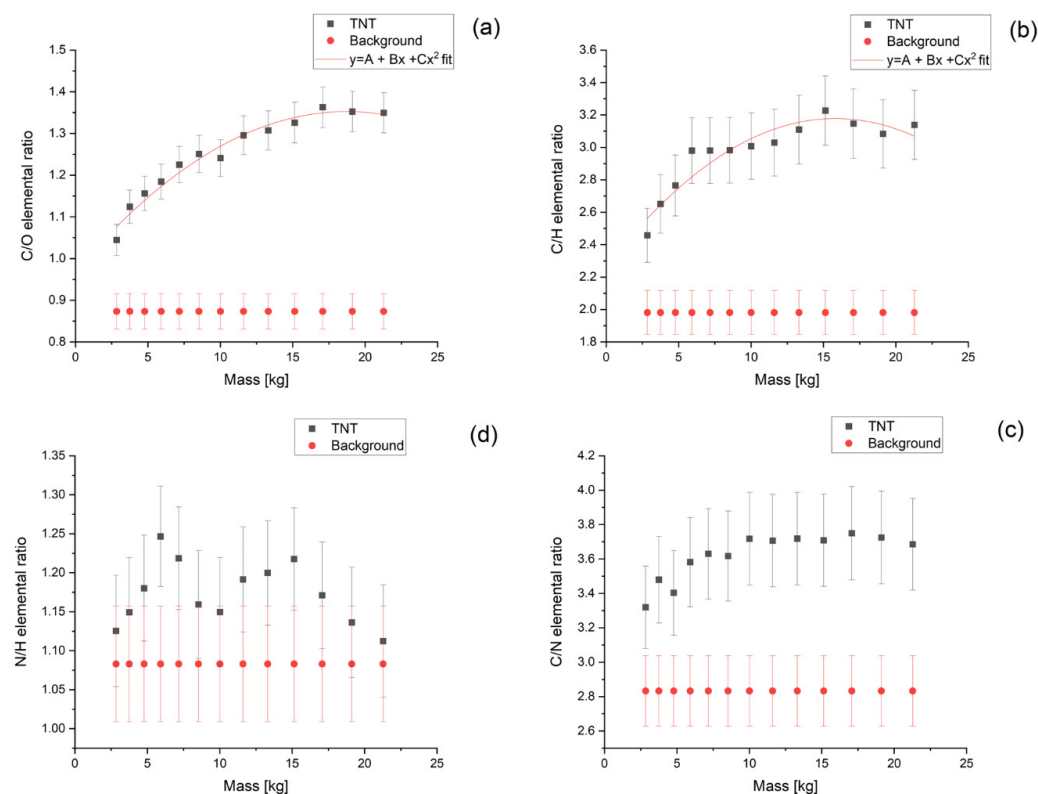 TNT
Background
y=A + Bx +Cx² fit
(a)
1.5
1.4
1.3
1.2
1.1
1.0
0.9
0.8
C/O elemental ratio
0
5
10
15
20
25
Mass [kg]
TNT
Background
y=A + Bx +Cx² fit
(b)
3.6
3.4
3.2
3.0
2.8
2.6
2.4
2.2
2.0
1.8
C/H elemental ratio
0
5
10
15
20
25
Mass [kg]
TNT
Background
(d)
1.35
1.30
1.25
1.20
1.15
1.10
1.05
1.00
N/H elemental ratio
0
5
10
15
20
25
Mass [kg]
TNT
Background
(c)
4.2
4.0
3.8
3.6
3.4
3.2
3.0
2.8
2.6
C/N elemental ratio
0
5
10
15
20
25
Mass [kg]